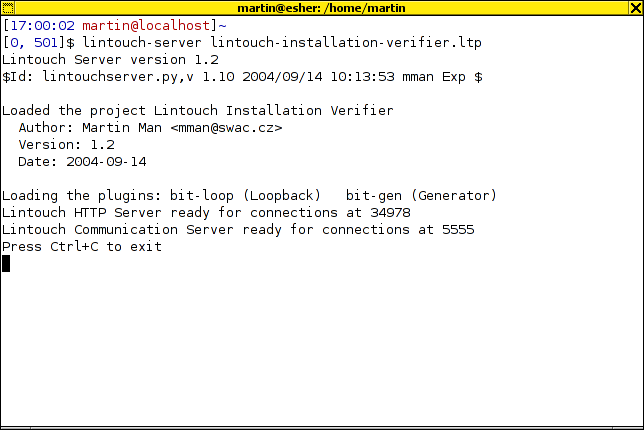 martin@esher: /home/martin
[17:00:02 martin@localhost]~
[0, 501]$ lintouch-server lintouch-installation-verifier.ltp
Lintouch Server version 1.2
$Id: lintouchserver.py,v 1.10 2004/09/14 10:13:53 mman Exp $
Loaded the project Lintouch Installation Verifier
Author: Martin Man <mman@swac.cz>
Version: 1.2
Date: 2004-09-14
Loading the plugins: bit-loop (Loopback)   bit-gen (Generator)
Lintouch HTTP Server ready for connections at 34978
Lintouch Communication Server ready for connections at 5555
Press Ctrl+C to exit